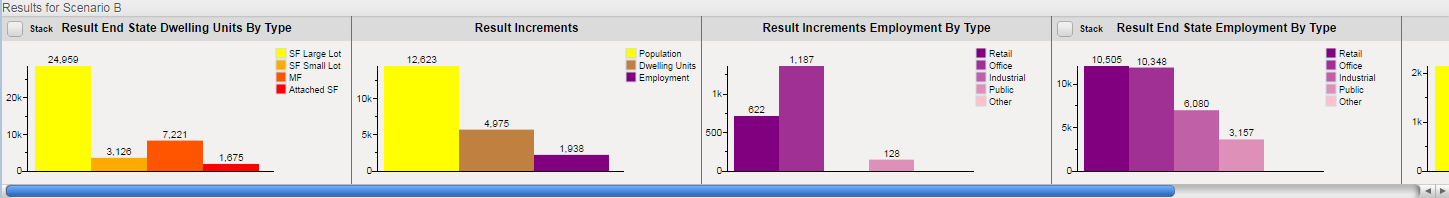 Results for Scenario B
Stack Result End State Dwelling Units By Type
24,959
20k
10k
0
3,126
7,221
1,675
SF Large Lot
SF Small Lot
MF
Attached SF
Result Increments
12,623
10k
5k
0
4,975
1,938
Population
Dwelling Units
Employment
Result Increments Employment By Type
1,187
1k
622
500
0
128
Retail
Office
Industrial
Public
Other
Stack Result End State Employment By Type
10,505
10,348
10k
6,080
5k
3,157
0
Retail
Office
Industrial
Public
Other
2k
1k
0